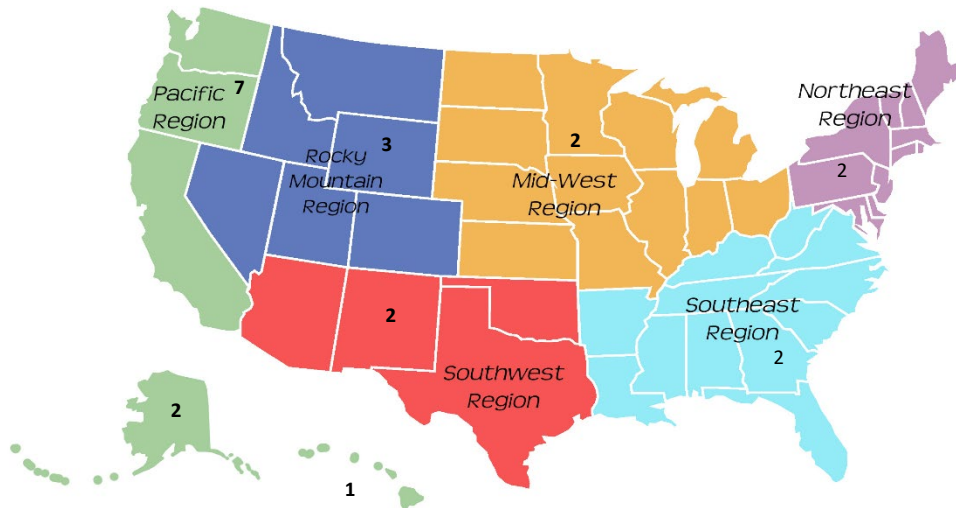 Pacific
Region
7
Rocky
Mountain
Region
3
Mid-West
Region
2
Northeast
Region
2
Southeast
Region
2
Southwest
Region
2
2
1